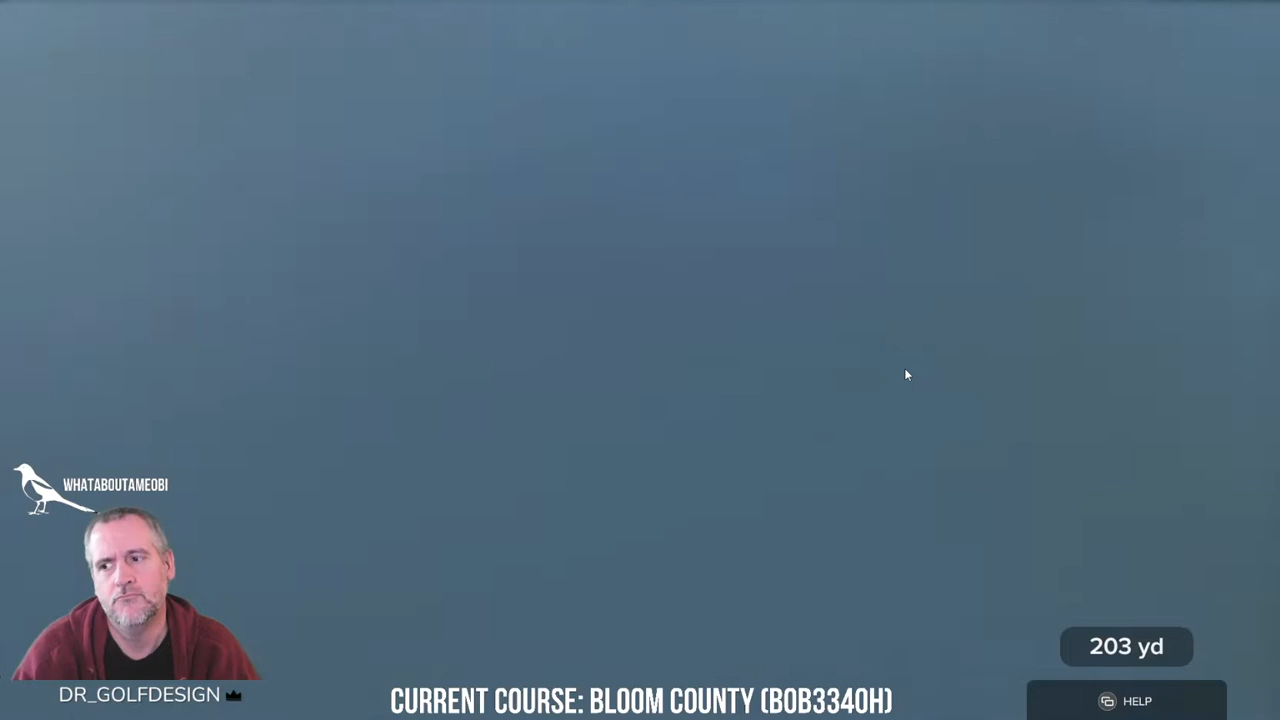 WHATABOUTAMEOBI
203 yd
DR_GOLFDESIGN
CURRENT COURSE: BLOOM COUNTY (BOB3340H)
HELP